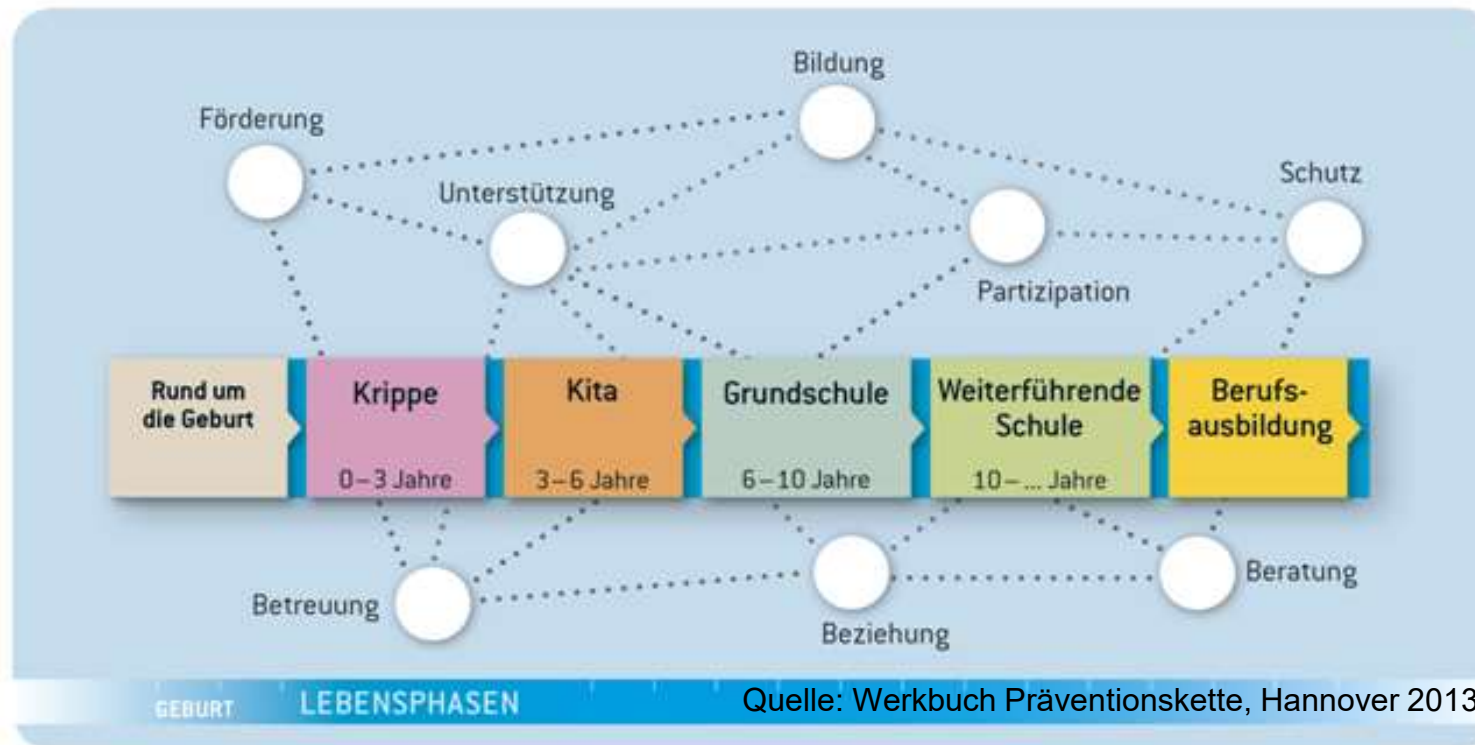 Bildung
Förderung
Schutz
Unterstützung
Partizipation
Rund um
die Geburt
Krippe
0–3 Jahre
Kita
3–6 Jahre
Grundschule
6–10 Jahre
Weiterführende
Schule
10– ... Jahre
Berufs-
ausbildung
Betreuung
Beziehung
Beratung
GEBURT
LEBENSPHASEN
Quelle: Werkbuch Präventionskette, Hannover 2013